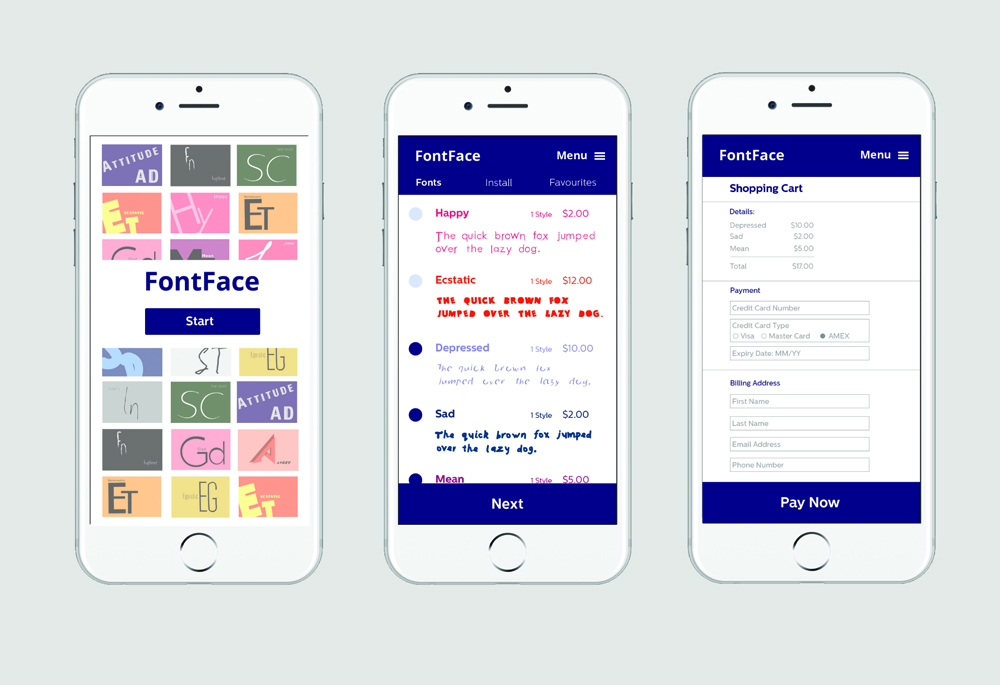 ATTITUDE
AD
Fn
SC
ET
ECSTATIC
Hy
ET
Gd
M
FontFace
Start
ST
EG
In
SC
ATTITUDE
AD
Fn
Gd
A
ANGRY
ET
EG
ET
ECSTATIC
FontFace
Menu
Fonts
Install
Favourites
Happy 1 Style $2.00
The quick brown fox jumped
over the lazy dog.
Ecstatic 1 Style $12.00
THE QUICK BROWN FOX
JUMPED OVER THE LAZY DOG.
Depressed 1 Style $10.00
The quick brown fox
jumped over the lazy dog.
Sad 1 Style $2.00
The quick brown fox jumped
over the lazy dog.
Mean 1 Style $5.00
Next
FontFace
Menu
Shopping Cart
Details:
Depressed $10.00
Sad $2.00
Mean $5.00
Total $17.00
Payment
Credit Card Number
Credit Card Type
Visa Master Card AMEX
Expiry Date: MM/YY
Billing Address
First Name
Last Name
Email Address
Phone Number
Pay Now